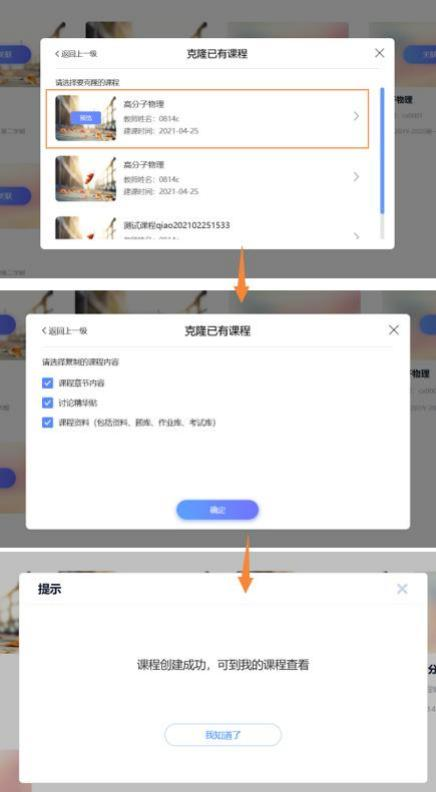 返回上一级
克隆已有课程
请选择要克隆的课程
高分子物理
教师姓名：0814c
建课时间：2021-04-25
高分子物理
教师姓名：0814c
建课时间：2021-04-25
测试课程qiao202102251533
返回上一级
克隆已有课程
请选择复制的课程内容
课程章节内容
讨论精华帖
课程资料（包括资料、题库、作业库、考试库）
确定
提示
课程创建成功，可到我的课程查看
我知道了